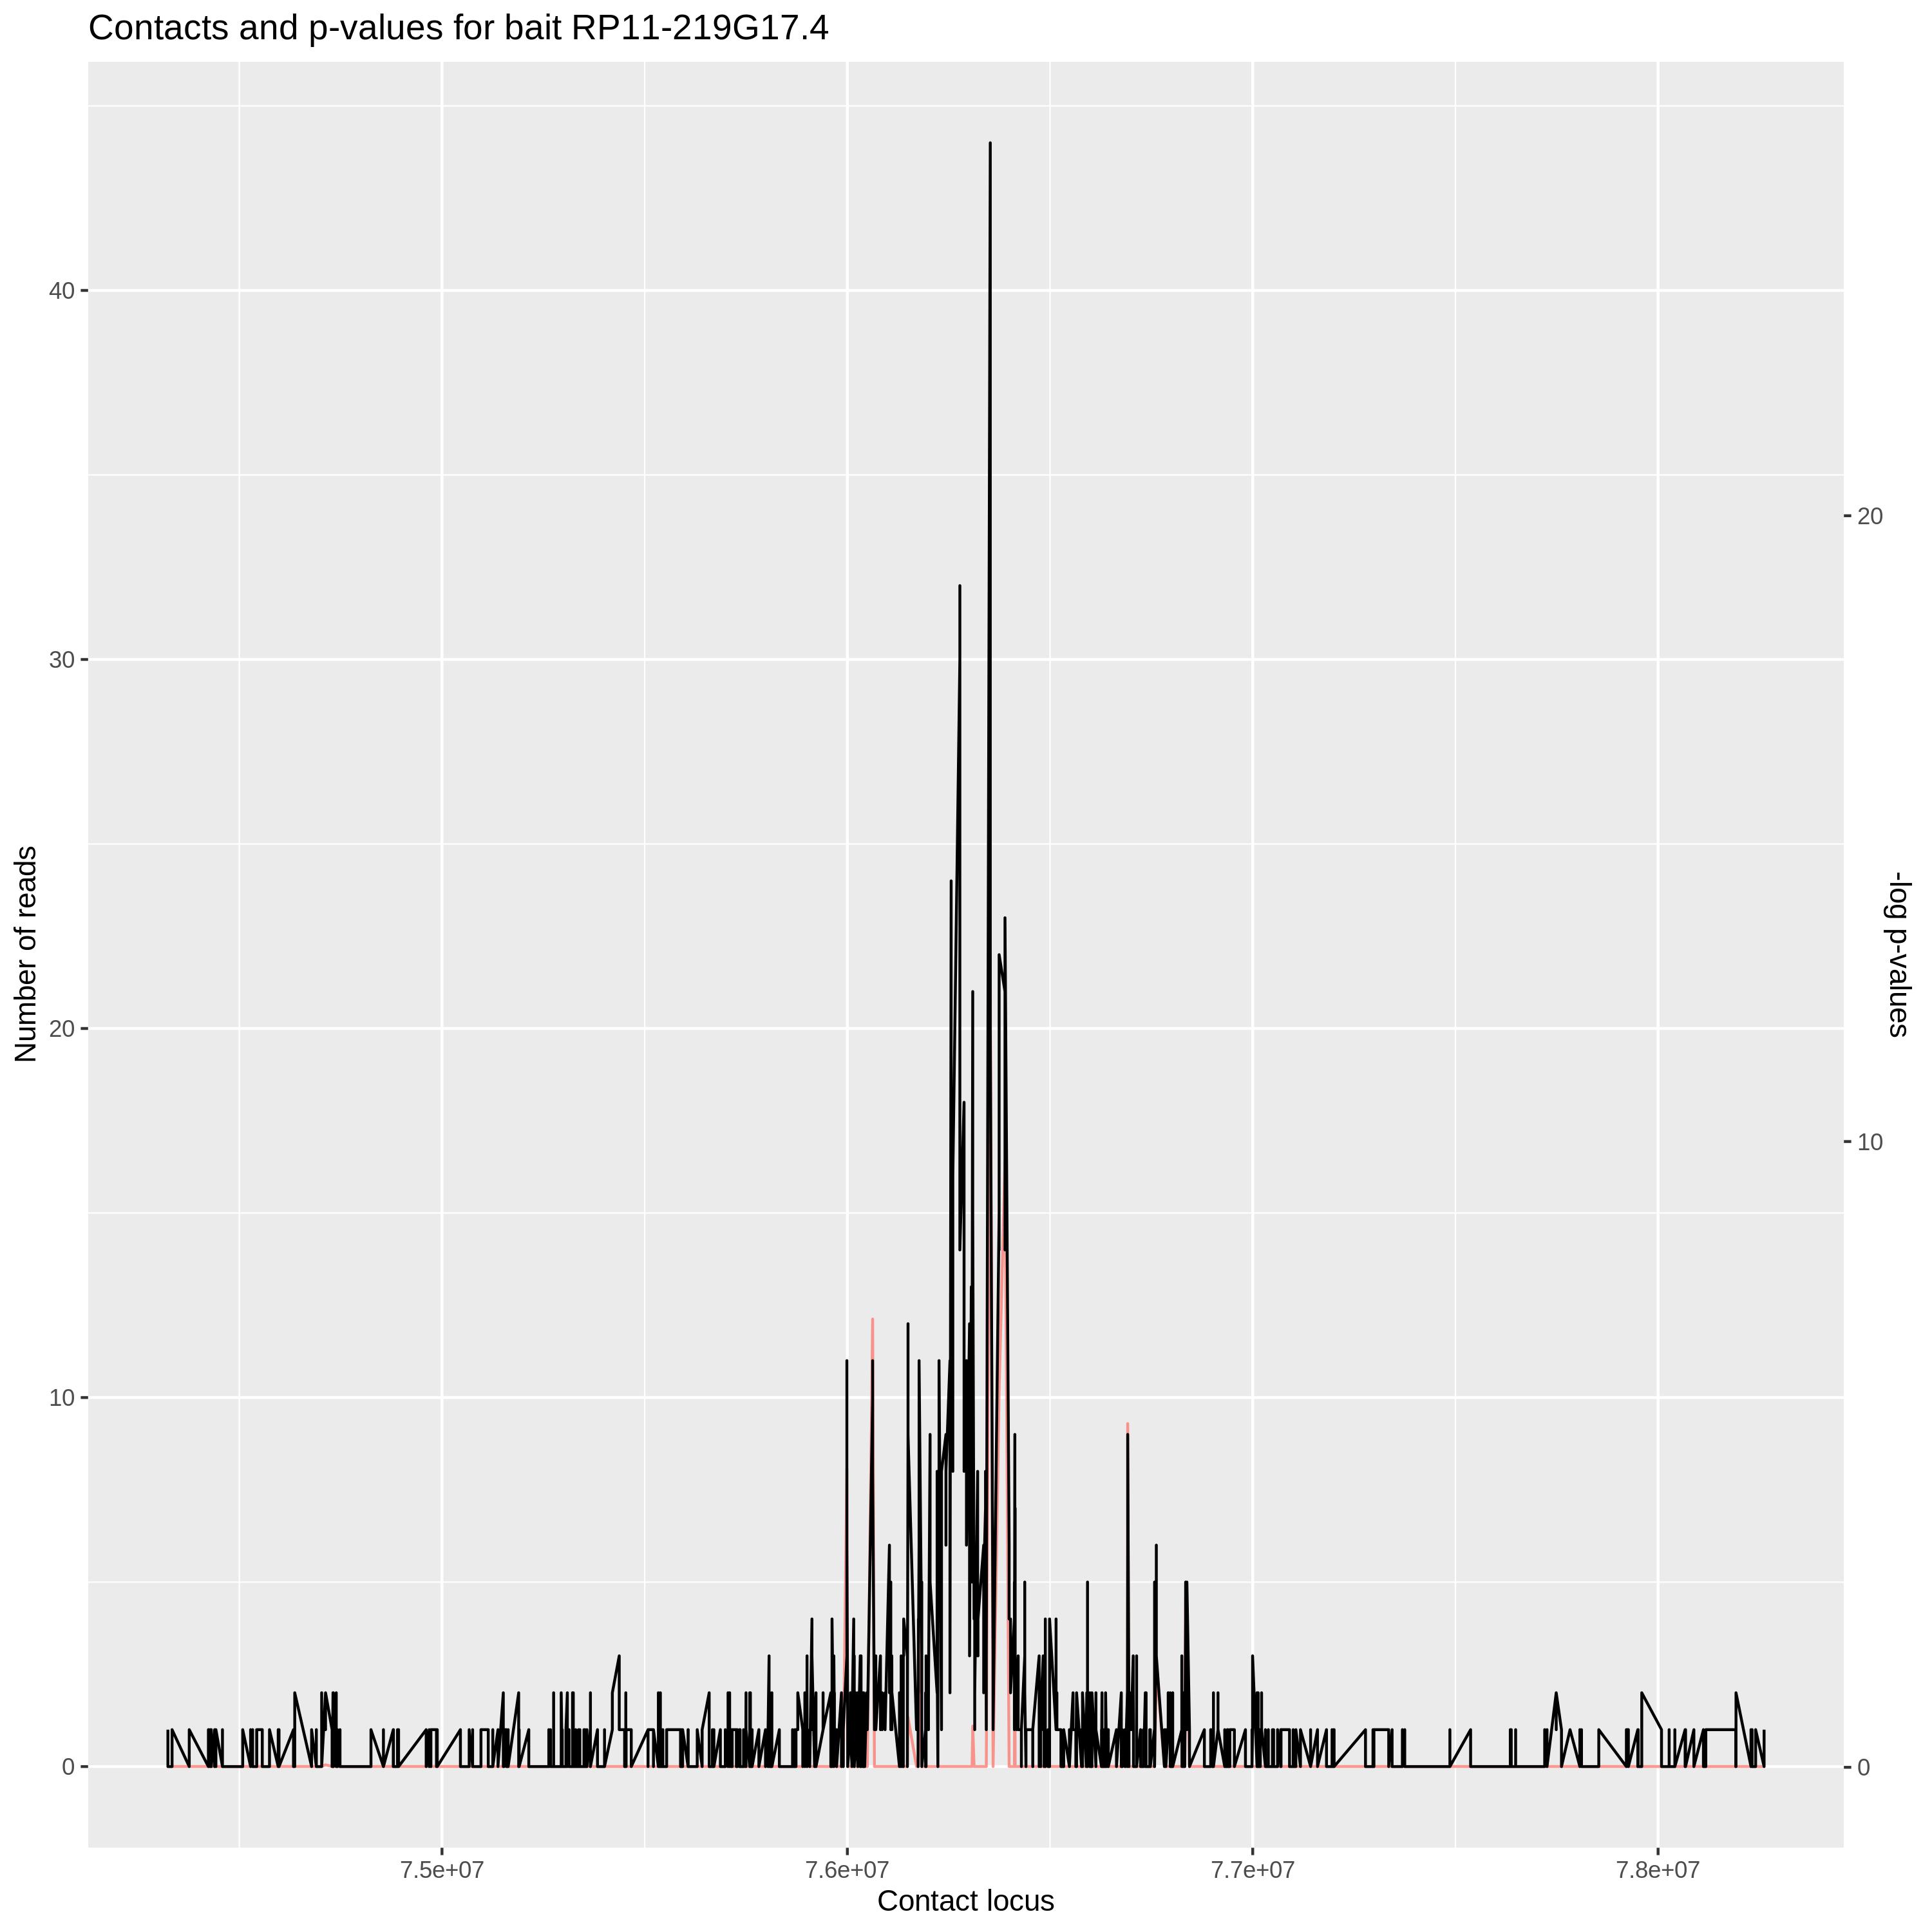 Contacts and p-values for bait RP11-219G17.4
40
30
20
10
0
Number of reads
20
10
0
-log p-values
7.5e+07 7.6e+07 7.7e+07 7.8e+07
Contact locus